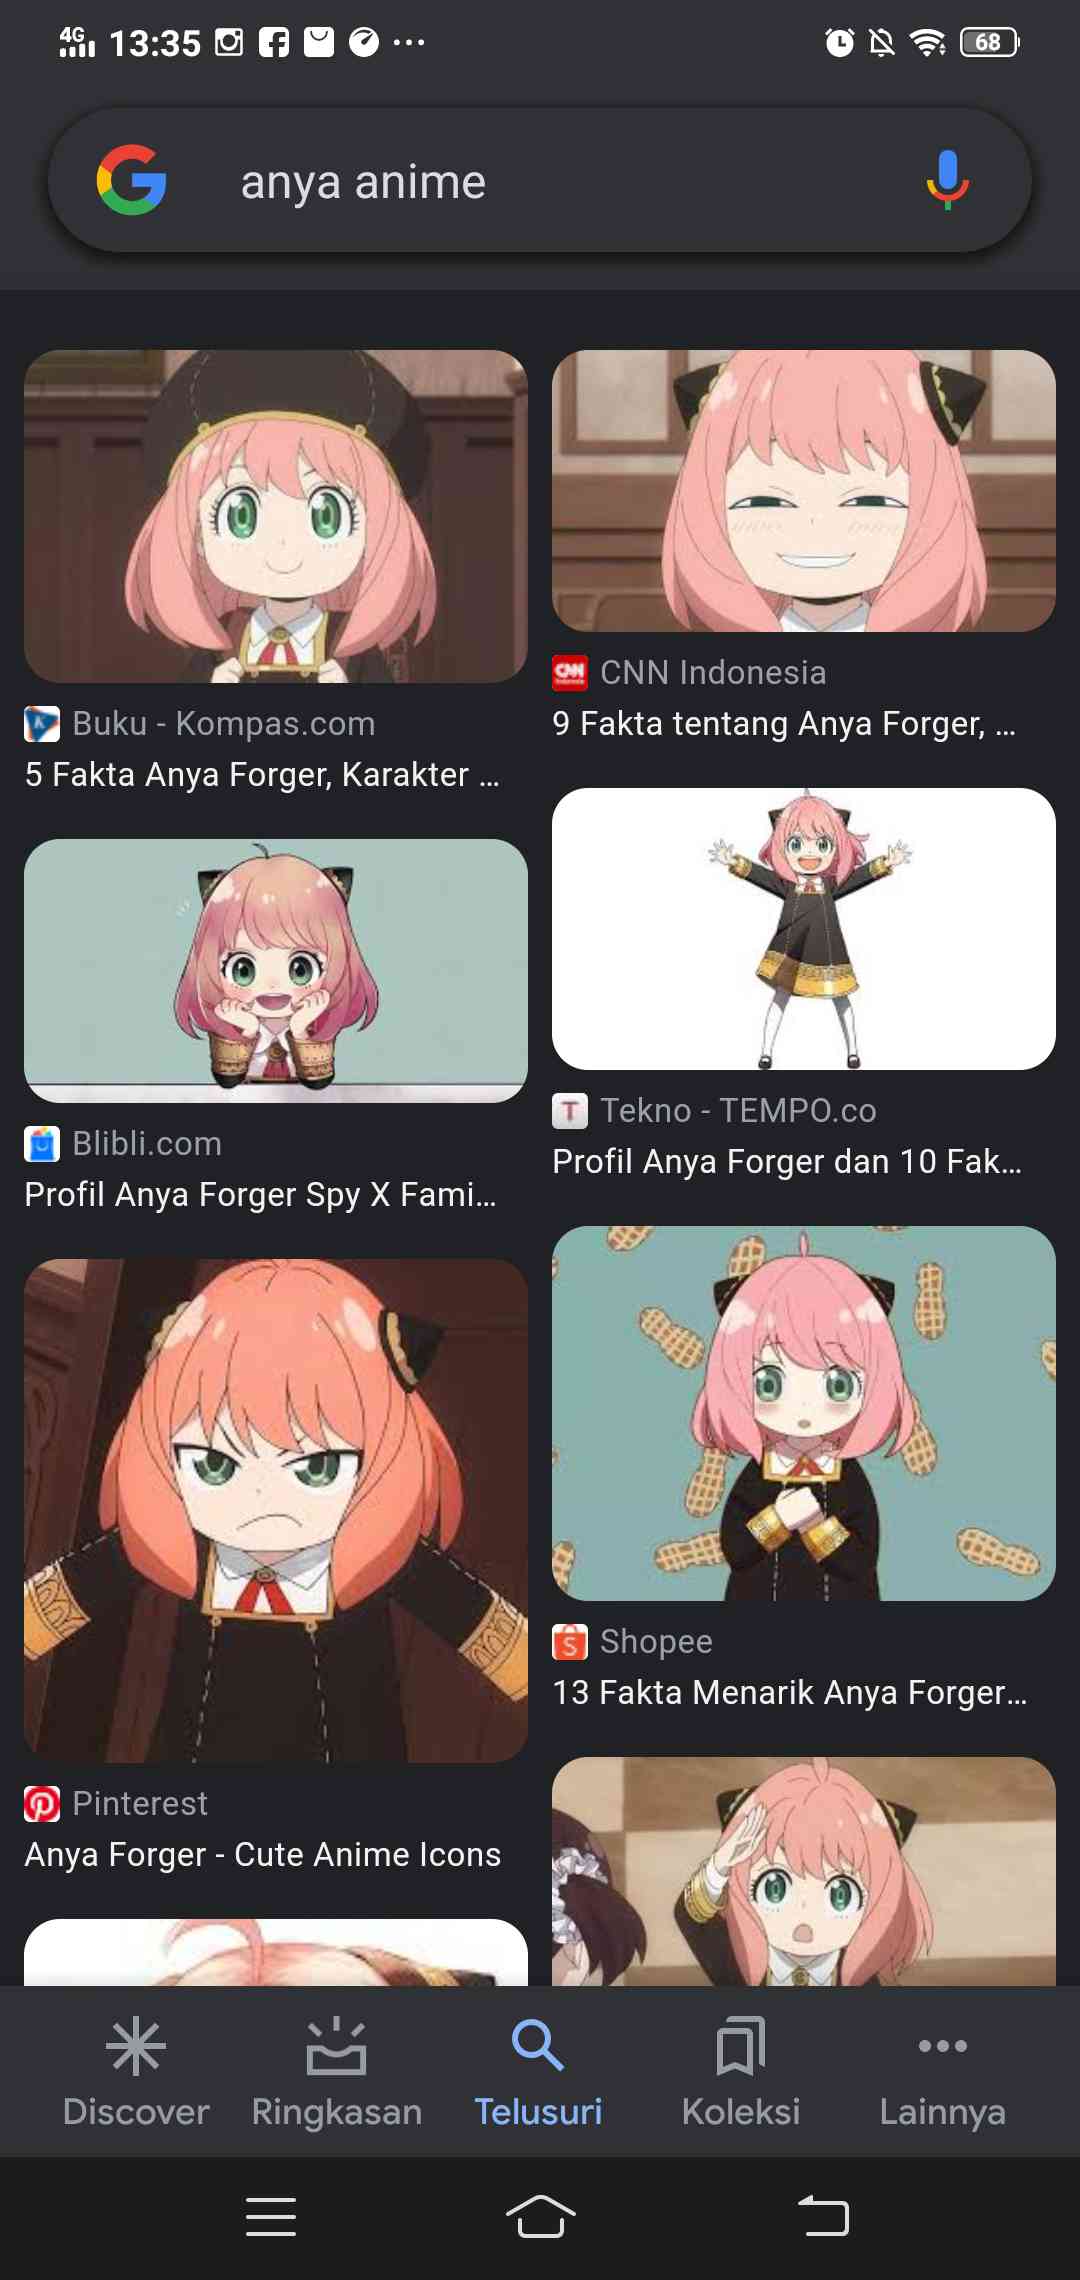 4G 13:35 68
anya anime
Buku - Kompas.com
5 Fakta Anya Forger, Karakter ...
CNN Indonesia
9 Fakta tentang Anya Forger, ...
Blibli.com
Profil Anya Forger Spy X Fami...
Tekno - TEMPO.co
Profil Anya Forger dan 10 Fak...
Pinterest
Anya Forger - Cute Anime Icons
Shopee
13 Fakta Menarik Anya Forger...
Discover Ringkasan Telusuri Koleksi Lainnya